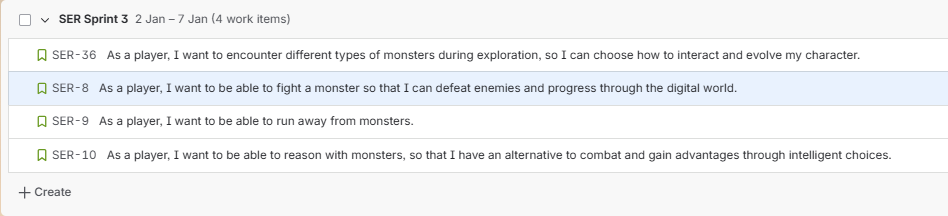 SER Sprint 3 2 Jan – 7 Jan (4 work items)
SER-36 As a player, I want to encounter different types of monsters during exploration, so I can choose how to interact and evolve my character.
SER-8 As a player, I want to be able to fight a monster so that I can defeat enemies and progress through the digital world.
SER-9 As a player, I want to be able to run away from monsters.
SER-10 As a player, I want to be able to reason with monsters, so that I have an alternative to combat and gain advantages through intelligent choices.
Create